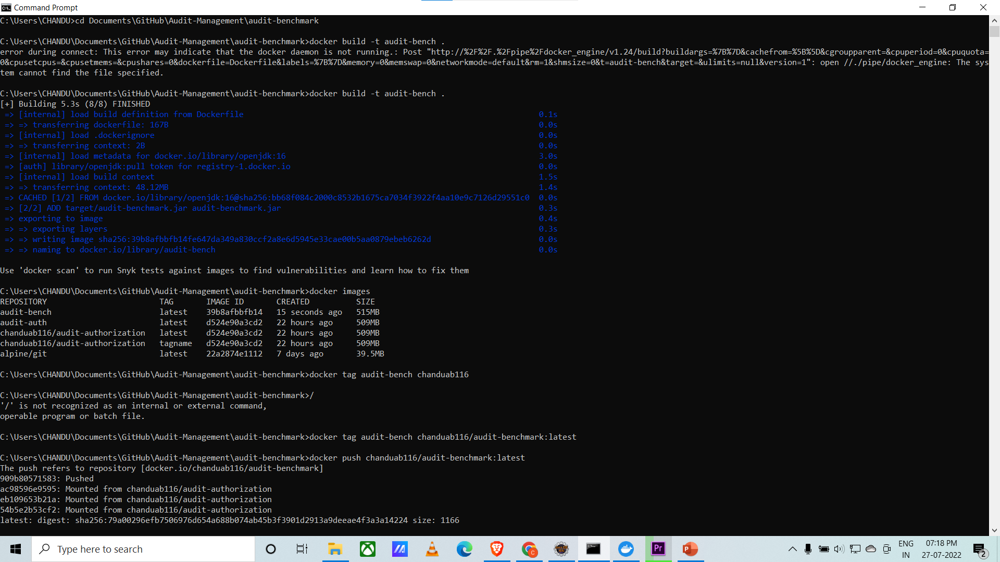 Command Prompt
C:\Users\CHANDU>cd Documents\GitHub\Audit-Management\audit-benchmark
C:\Users\CHANDU\Documents\GitHub\Audit-Management\audit-benchmark>docker build -t audit-bench .
error during connect: This error may indicate that the docker daemon is not running.: Post "http://%2F%2F.%2Fpipe%2Fdocker_engine/v1.24/build?buildargs=%7B%7D&cachefrom=%5B%5D&cgroupparent=&cpuperiod=0&cpuquota=
0&cpusetcpus=&cpusetmems=&cpushares=0&dockerfile=Dockerfile&labels=%7B%7D&memory=0&memswap=0&networkmode=default&rm=1&shmsize=0&t=audit-bench&target=&ulimits=null&version=1": open //./pipe/docker_engine: The sys
tem cannot find the file specified.
C:\Users\CHANDU\Documents\GitHub\Audit-Management\audit-benchmark>docker build -t audit-bench .
[+] Building 5.3s (8/8) FINISHED
=> [internal] load build definition from Dockerfile 0.1s
=> => transferring dockerfile: 167B 0.0s
=> [internal] load .dockerignore 0.0s
=> => transferring context: 2B 0.0s
=> [internal] load metadata for docker.io/library/openjdk:16 3.0s
=> [auth] library/openjdk:pull token for registry-1.docker.io 0.0s
=> [internal] load build context 1.5s
=> => transferring context: 48.12MB 1.4s
=> CACHED [1/2] FROM docker.io/library/openjdk:16@sha256:bb68f084c2000c8532b1675ca7034f3922f4aa10e9c7126d29551c0 0.0s
=> [2/2] ADD target/audit-benchmark.jar audit-benchmark.jar 0.3s
=> exporting to image 0.4s
=> => exporting layers 0.3s
=> => writing image sha256:39b8afbbfb14fe647da349a830ccf2a8e6d5945e33cae00b5aa0879ebeb6262d 0.0s
=> => naming to docker.io/library/audit-bench 0.0s
Use 'docker scan' to run Snyk tests against images to find vulnerabilities and learn how to fix them
C:\Users\CHANDU\Documents\GitHub\Audit-Management\audit-benchmark>docker images
REPOSITORY TAG IMAGE ID CREATED SIZE
audit-bench latest 39b8afbbfb14 15 seconds ago 515MB
audit-auth latest d524e90a3cd2 22 hours ago 509MB
chanduab116/audit-authorization latest d524e90a3cd2 22 hours ago 509MB
chanduab116/audit-authorization tagname d524e90a3cd2 22 hours ago 509MB
alpine/git latest 22a2874e1112 7 days ago 39.5MB
C:\Users\CHANDU\Documents\GitHub\Audit-Management\audit-benchmark>docker tag audit-bench chanduab116
C:\Users\CHANDU\Documents\GitHub\Audit-Management\audit-benchmark>/
'/' is not recognized as an internal or external command,
operable program or batch file.
C:\Users\CHANDU\Documents\GitHub\Audit-Management\audit-benchmark>docker tag audit-bench chanduab116/audit-benchmark:latest
C:\Users\CHANDU\Documents\GitHub\Audit-Management\audit-benchmark>docker push chanduab116/audit-benchmark:latest
The push refers to repository [docker.io/chanduab116/audit-benchmark]
909b80571583: Pushed
ac98596e9595: Mounted from chanduab116/audit-authorization
eb109653b21a: Mounted from chanduab116/audit-authorization
54b5e2b53cf2: Mounted from chanduab116/audit-authorization
latest: digest: sha256:79a00296efb7506976d654a688b074ab45b3f3901d2913a9deeae4f3a3a14224 size: 1166
Type here to search
Pr
P
ENG
IN
07:18 PM
27-07-2022
2